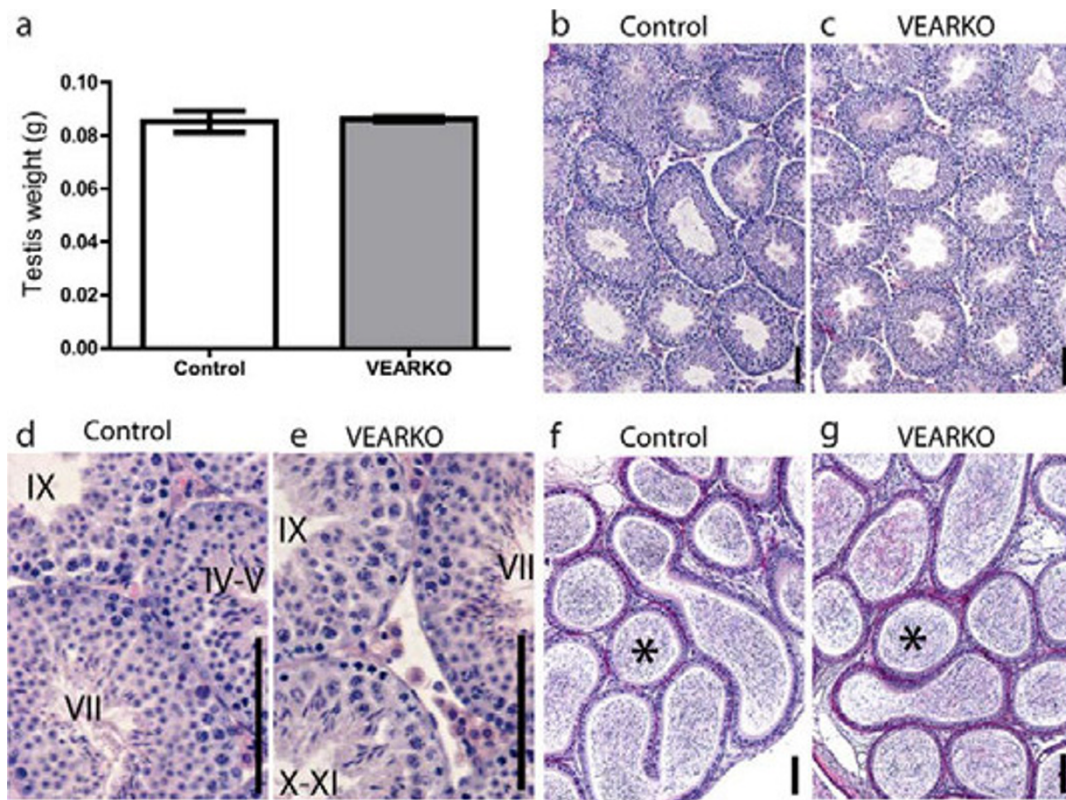 a
Testis weight (g)
0.10
0.08
0.06
0.04
0.02
0.00
Control
VEARKO
b Control
c VEARKO
d Control
IX
IV-V
VII
e VEARKO
IX
VII
X-XI
f Control
*
g VEARKO
*